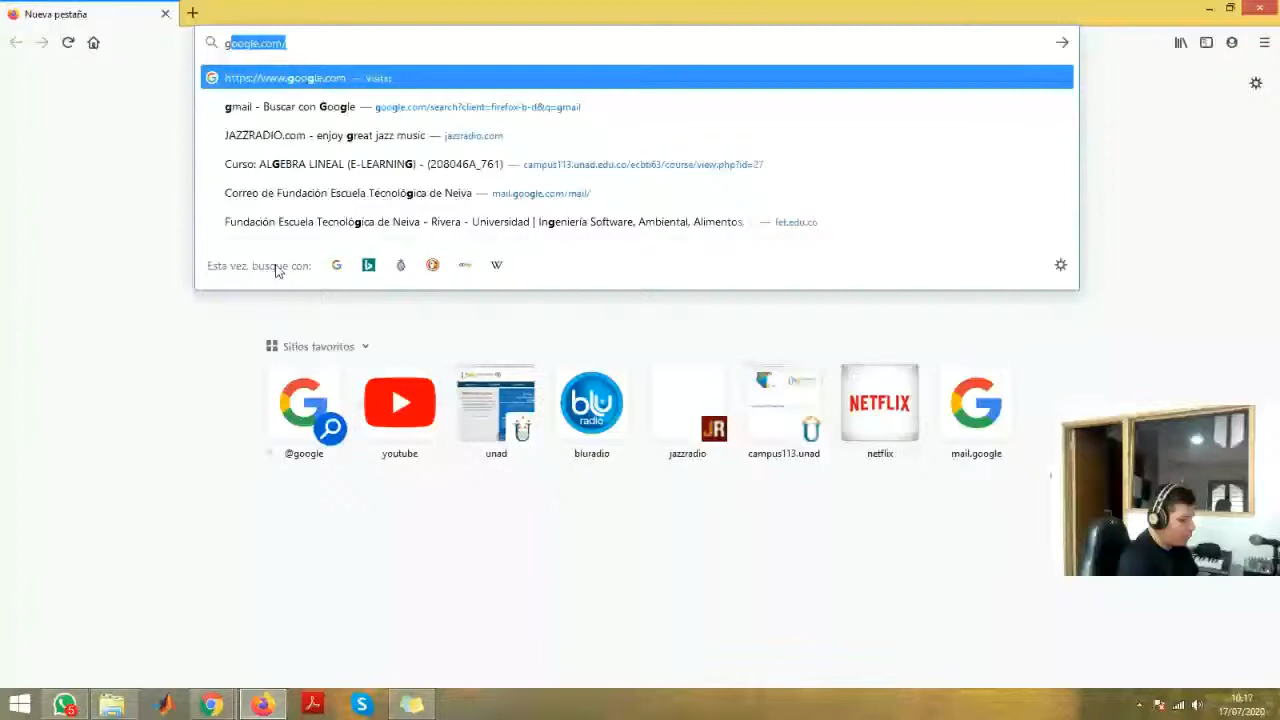 Nueva pestaña
google.com/
https://www.google.com — Visitar
gmail - Buscar con Google — google.com/search?client=firefox-b-d&q=gmail
JAZZRADIO.com - enjoy great jazz music — jazzradio.com
Curso: ALGEBRA LINEAL (E-LEARNING) - (208046A_761) — campus113.unad.edu.co/ecbti63/course/view.php?id=27
Correo de Fundación Escuela Tecnológica de Neiva — mail.google.com/mail/
Fundación Escuela Tecnológica de Neiva - Rivera - Universidad | Ingeniería Software, Ambiental, Alimentos, — fet.edu.co
Esta vez, busque con:
Sitios favoritos
blu
radio
JR
NETFLIX
@google youtube unad bluradio jazzradio campus113.unad netflix mail.google
5
10:17
17/07/2020